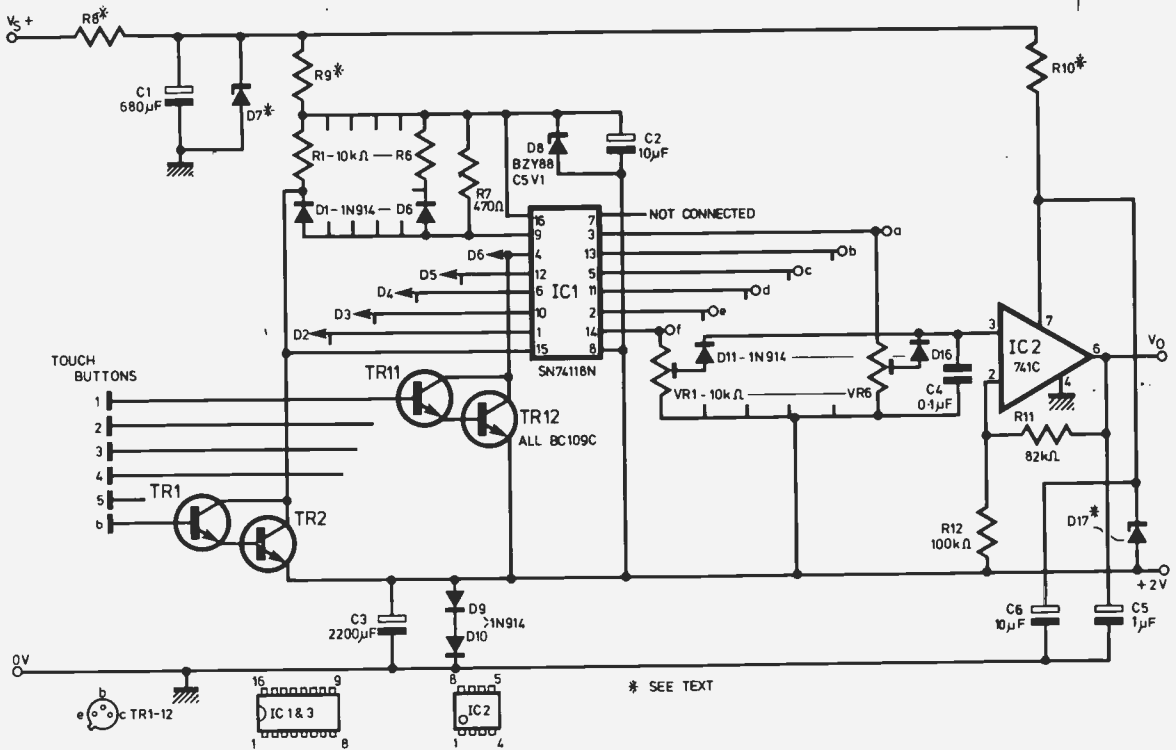 VS +
R8*
C1
680µF
D7*
R9*
R10*
R1-10kΩ — R6
R7
470Ω
D8
BZY88
C5V1
C2
10µF
D1-1N914 — D6
16
9
4
12
6
10
1
15
7
3
13
5
11
2
14
8
IC1
SN74118N
NOT CONNECTED
a
b
c
d
e
f
D6
D5
D4
D3
D2
TOUCH
BUTTONS
1
2
3
4
5
b
TR11
TR12
ALL BC109C
TR1
TR2
D11-1N914
D16
VR1-10kΩ
VR6
C4
0·1µF
3
2
7
6
4
IC2
741C
VO
R11
82kΩ
R12
100kΩ
D17*
+2V
C3
2200µF
D9
1N914
D10
C6
10µF
C5
1µF
0V
* SEE TEXT
b
e
c TR1-12
16 9
IC 1 & 3
1 8
8 5
IC2
1 4